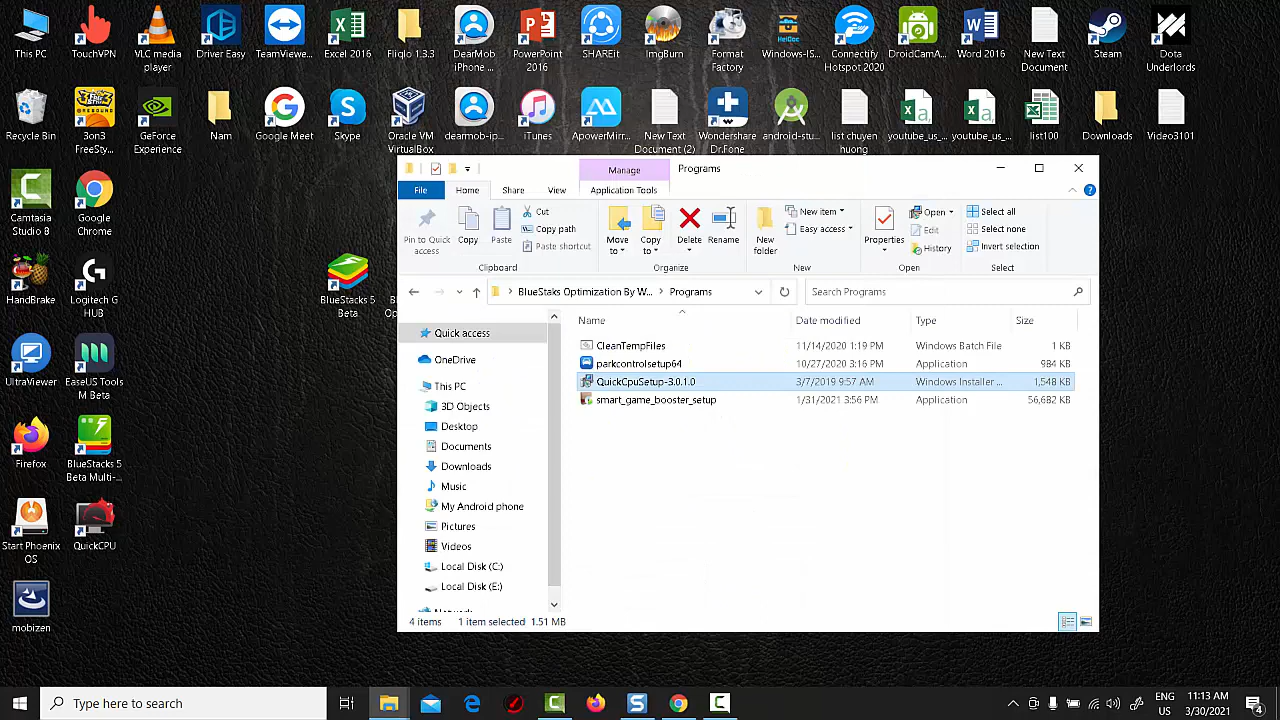 This PC
TouchVPN
VLC media
player
Driver Easy
TeamViewe...
Excel 2016
Fliqlo 1.3.3
DearMob
iPhone ...
PowerPoint
2016
SHAREit
ImgBurn
Format
Factory
Windows-IS...
Connectify
Hotspot 2020
DroidCamA...
Word 2016
New Text
Document
Steam
Dota
Underlords
Recycle Bin
3on3
FreeSty...
GeForce
Experience
Nam
Google Meet
Skype
Oracle VM
VirtualBox
dearmob-ip...
iTunes
ApowerMirr...
New Text
Document (2)
Wondershare
Dr.Fone
android-stu...
list chuyen
huong
youtube_us_...
youtube_us_...
list100
Downloads
Video3101
Camtasia
Studio 8
Google
Chrome
HandBrake
Logitech G
HUB
BlueStacks 5
Beta
UltraViewer
EaseUS Tools
M Beta
Firefox
BlueStacks 5
Beta Multi-...
Start Phoenix
OS
QuickCPU
mobizen
Manage
Programs
File
Home
Share
View
Application Tools
Pin to Quick
access
Copy
Paste
Cut
Copy path
Paste shortcut
Clipboard
Move
to
Copy
to
Delete
Rename
Organize
New
folder
New item
Easy access
New
Properties
Open
Edit
History
Open
Select all
Select none
Invert selection
Select
BlueStaks Optimization By W...
Programs
Search Programs
Name
Date modified
Type
Size
CleanTempFiles 11/14/2020 1:19 PM Windows Batch File 1 KB
parkcontrolsetup64 10/27/2020 3:16 PM Application 984 KB
QuickCpuSetup-3.0.1.0 3/7/2019 9:57 AM Windows Installer ... 1,548 KB
smart_game_booster_setup 1/31/2021 3:56 PM Application 56,682 KB
Quick access
OneDrive
This PC
3D Objects
Desktop
Documents
Downloads
Music
My Android phone
Pictures
Videos
Local Disk (C:)
Local Disk (E:)
4 items 1 item selected 1.51 MB
Type here to search
ENG
US
11:13 AM
3/30/2021